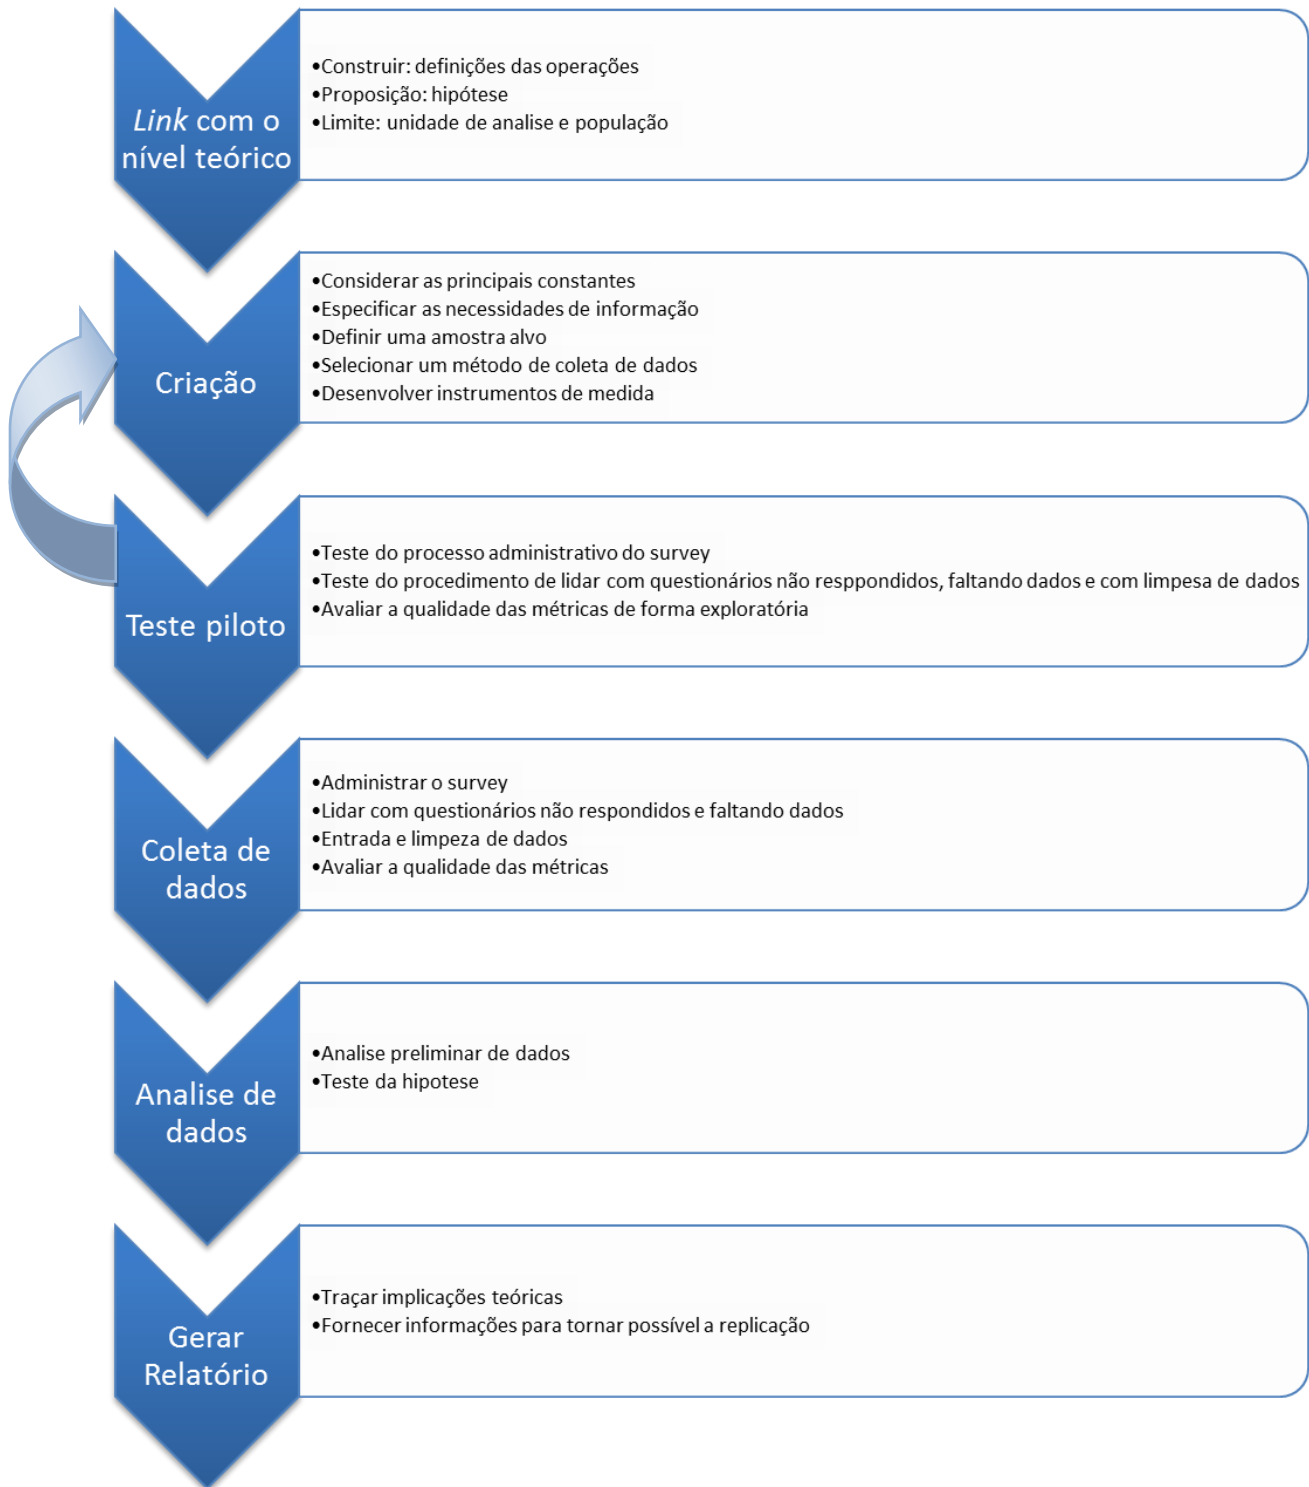 Link com o
nível teórico
•Construir: definições das operações
•Proposição: hipótese
•Limite: unidade de analise e população
Criação
•Considerar as principais constantes
•Especificar as necessidades de informação
•Definir uma amostra alvo
•Selecionar um método de coleta de dados
•Desenvolver instrumentos de medida
Teste piloto
•Teste do processo administrativo do survey
•Teste do procedimento de lidar com questionários não resppondidos, faltando dados e com limpesa de dados
•Avaliar a qualidade das métricas de forma exploratória
Coleta de
dados
•Administrar o survey
•Lidar com questionários não respondidos e faltando dados
•Entrada e limpeza de dados
•Avaliar a qualidade das métricas
Analise de
dados
•Analise preliminar de dados
•Teste da hipotese
Gerar
Relatório
•Traçar implicações teóricas
•Fornecer informações para tornar possível a replicação